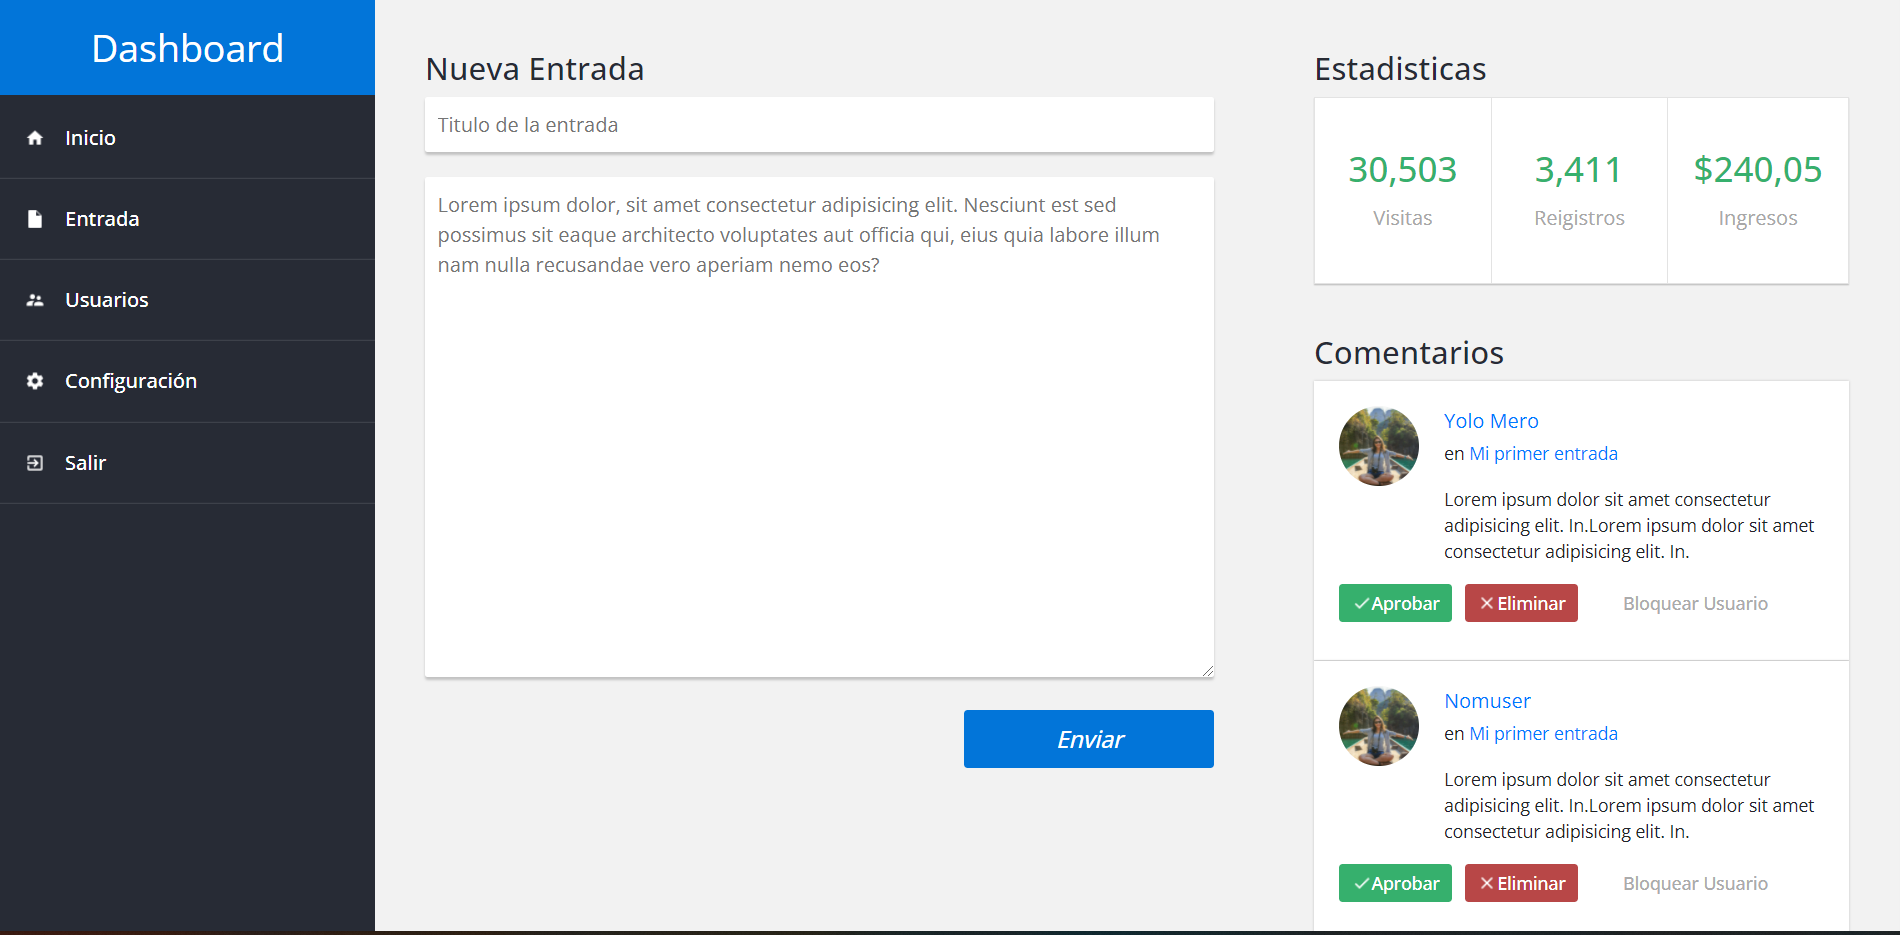 Dashboard
Inicio
Entrada
Usuarios
Configuración
Salir
Nueva Entrada
Titulo de la entrada
Lorem ipsum dolor, sit amet consectetur adipisicing elit. Nesciunt est sed
possimus sit eaque architecto voluptates aut officia qui, eius quia labore illum
nam nulla recusandae vero aperiam nemo eos?
Enviar
Estadisticas
30,503
Visitas
3,411
Reigistros
$240,05
Ingresos
Comentarios
Yolo Mero
en Mi primer entrada
Lorem ipsum dolor sit amet consectetur
adipisicing elit. In.Lorem ipsum dolor sit amet
consectetur adipisicing elit. In.
Aprobar
Eliminar
Bloquear Usuario
Nomuser
en Mi primer entrada
Lorem ipsum dolor sit amet consectetur
adipisicing elit. In.Lorem ipsum dolor sit amet
consectetur adipisicing elit. In.
Aprobar
Eliminar
Bloquear Usuario